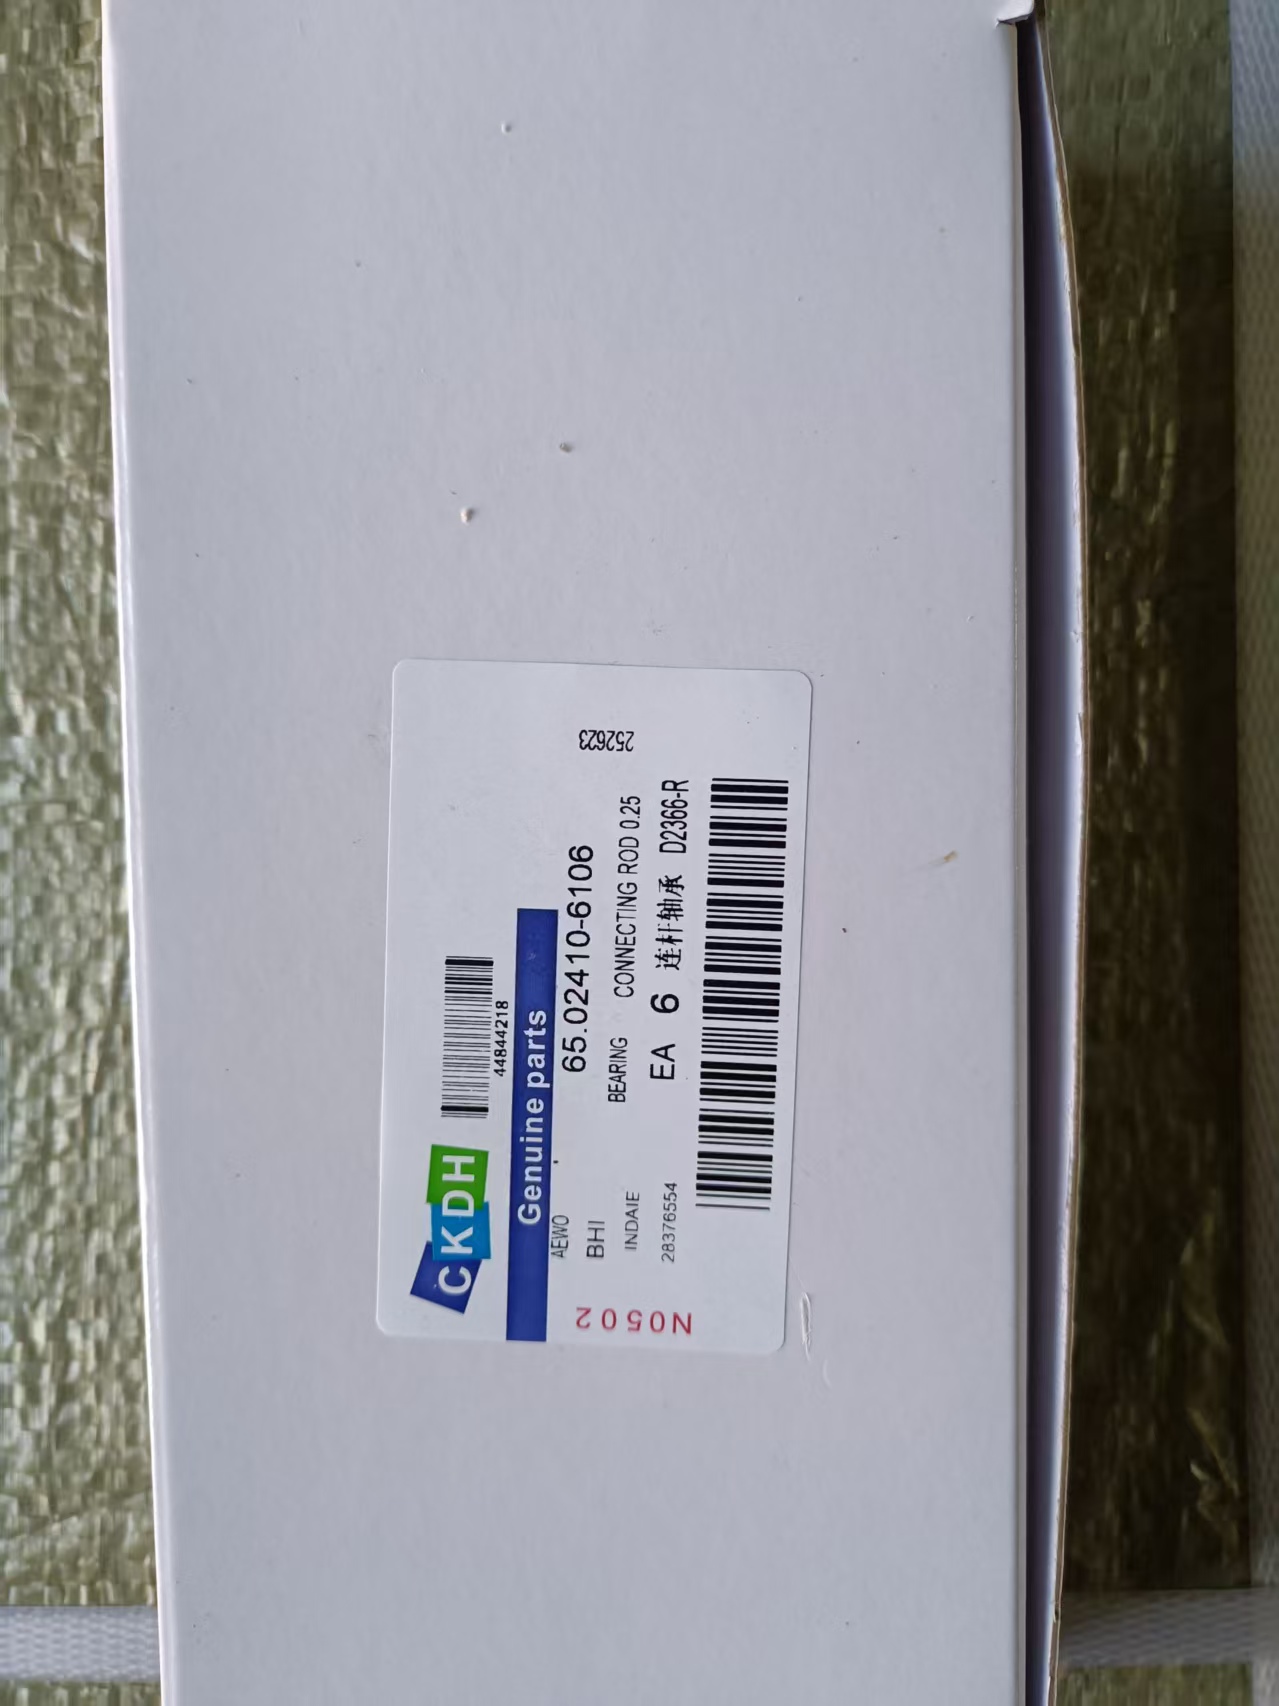 CKDH
44844218
Genuine parts
AEWO
65.02410-6106
252623
BHI
BEARING CONNECTING ROD 0.25
INDAIE
EA 6 连杆轴承 D2366-R
28376554
N0502